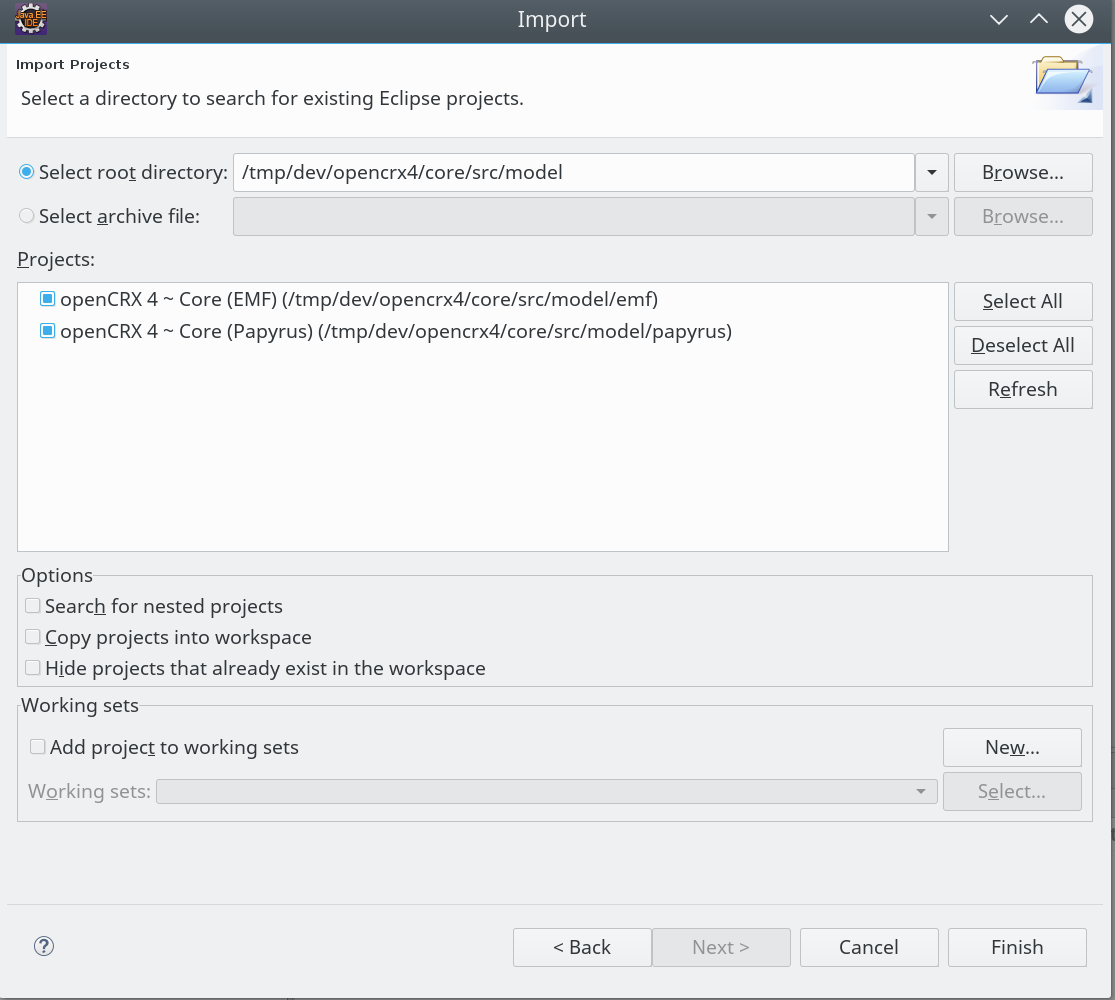 Java EE
IDE
Import
Import Projects
Select a directory to search for existing Eclipse projects.
Select root directory: /tmp/dev/opencrx4/core/src/model Browse...
Select archive file: Browse...
Projects:
openCRX 4 ~ Core (EMF) (/tmp/dev/opencrx4/core/src/model/emf) Select All
openCRX 4 ~ Core (Papyrus) (/tmp/dev/opencrx4/core/src/model/papyrus)
Deselect All
Refresh
Options
Search for nested projects
Copy projects into workspace
Hide projects that already exist in the workspace
Working sets
Add project to working sets New...
Working sets: Select...
? < Back Next > Cancel Finish